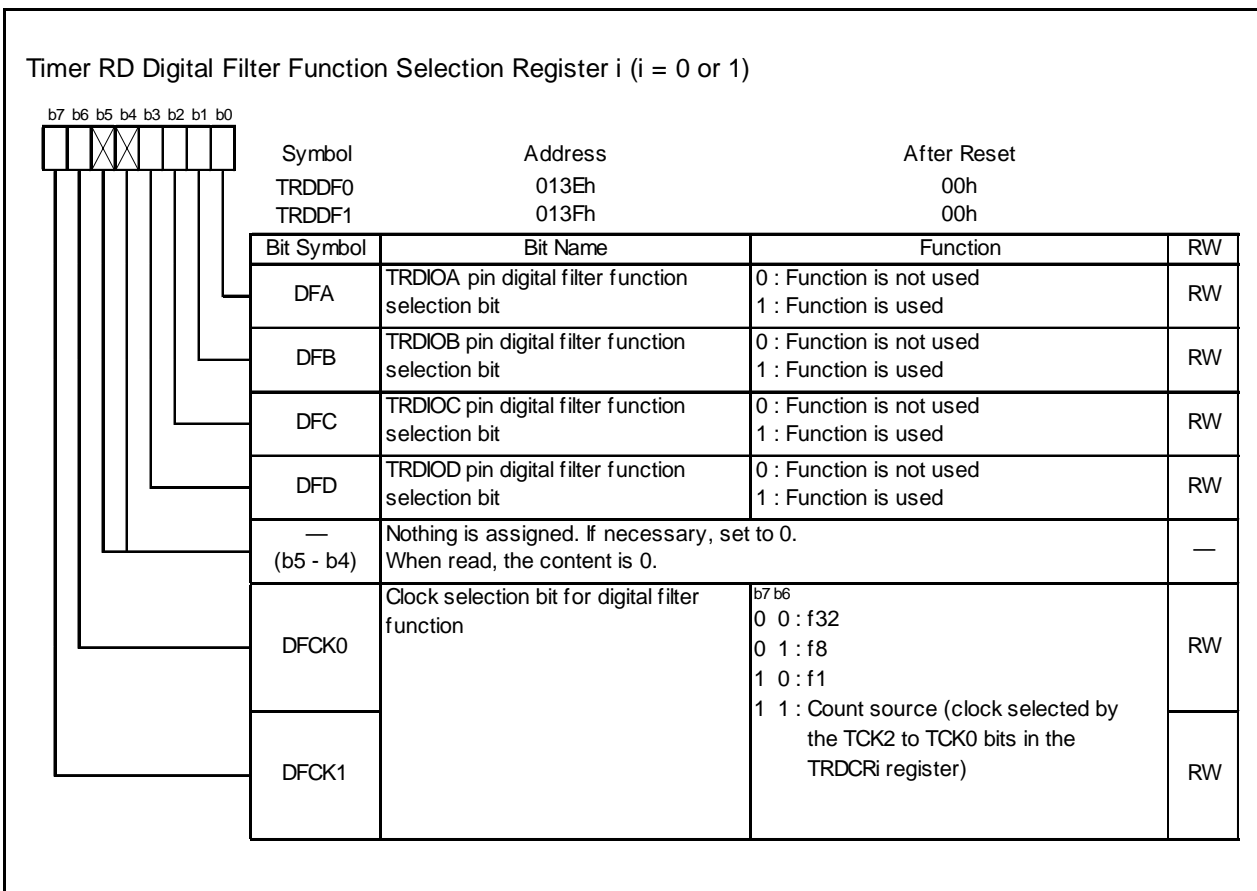 Timer RD Digital Filter Function Selection Register i (i = 0 or 1)
b7 b6 b5 b4 b3 b2 b1 b0
Symbol Address After Reset
TRDDF0 013Eh 00h
TRDDF1 013Fh 00h
Bit Symbol Bit Name Function RW
DFA TRDIOA pin digital filter function selection bit 0 : Function is not used
1 : Function is used RW
DFB TRDIOB pin digital filter function selection bit 0 : Function is not used
1 : Function is used RW
DFC TRDIOC pin digital filter function selection bit 0 : Function is not used
1 : Function is used RW
DFD TRDIOD pin digital filter function selection bit 0 : Function is not used
1 : Function is used RW
— (b5 - b4) Nothing is assigned. If necessary, set to 0.
When read, the content is 0. —
DFCK0 Clock selection bit for digital filter function b7 b6
0 0 : f32
0 1 : f8
1 0 : f1
1 1 : Count source (clock selected by
the TCK2 to TCK0 bits in the
TRDCRi register) RW
DFCK1 RW